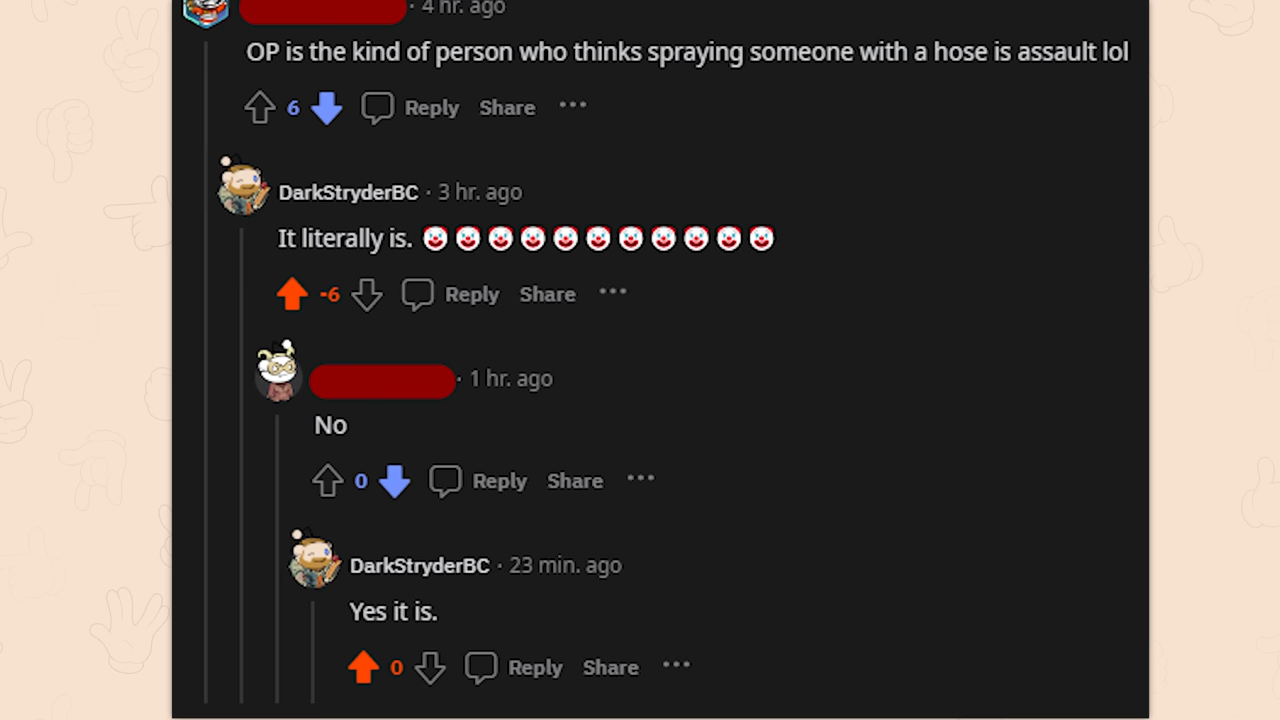 · 4 hr. ago
OP is the kind of person who thinks spraying someone with a hose is assault lol
6 Reply Share ···
DarkStryderBC · 3 hr. ago
It literally is. 🤡🤡🤡🤡🤡🤡🤡🤡🤡🤡🤡
-6 Reply Share ···
· 1 hr. ago
No
0 Reply Share ···
DarkStryderBC · 23 min. ago
Yes it is.
0 Reply Share ···